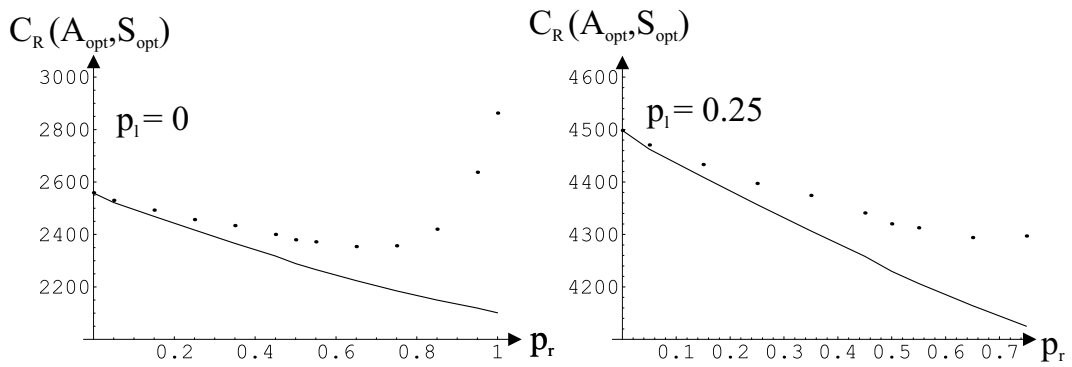 C_R(A_opt,S_opt)
3000
2800
2600
2400
2200
p_l = 0
0.2 0.4 0.6 0.8 1
p_r
C_R(A_opt,S_opt)
4600
4500
4400
4300
4200
p_l = 0.25
0.1 0.2 0.3 0.4 0.5 0.6 0.7
p_r